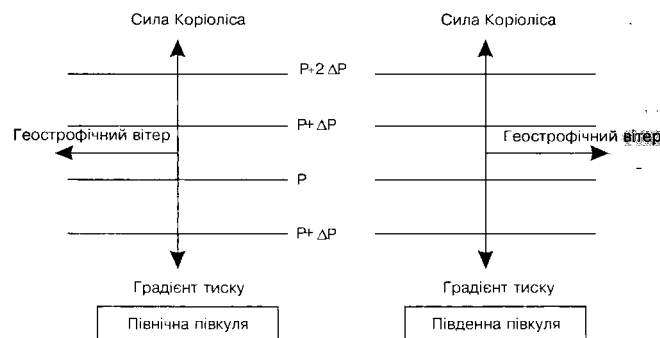 Сила Коріоліса
Сила Коріоліса
P+2 ΔP
P+ ΔP
Геострофічний вітер
Геострофічний вітер
P
P+ ΔP
Градієнт тиску
Градієнт тиску
Північна півкуля
Південна півкуля